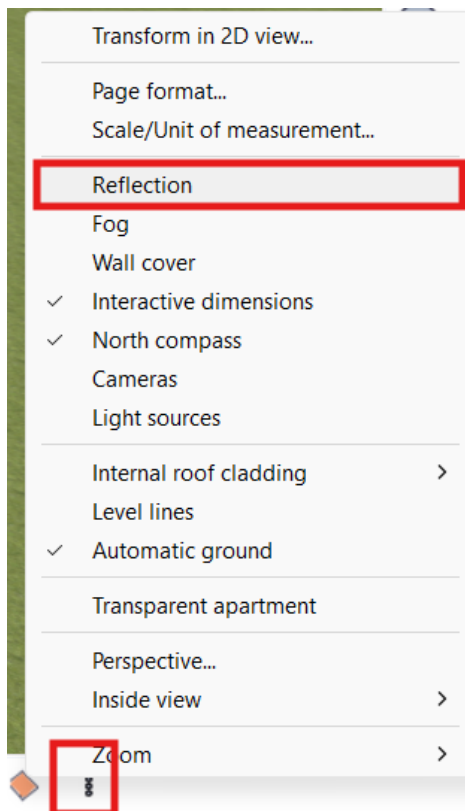 Transform in 2D view...
Page format...
Scale/Unit of measurement...
Reflection
Fog
Wall cover
Interactive dimensions
North compass
Cameras
Light sources
Internal roof cladding
Level lines
Automatic ground
Transparent apartment
Perspective...
Inside view
Zoom